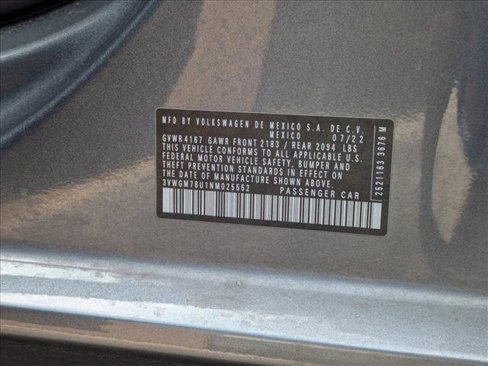 MFD BY VOLKSWAGEN DE MEXICO S.A. DE C.V.
MEXICO 07/22
GVWR 4167 GAWR FRONT 2183 / REAR 2094 LBS
THIS VEHICLE CONFORMS TO ALL APPLICABLE U.S.
FEDERAL MOTOR VEHICLE SAFETY, BUMPER AND
THEFT PREVENTION STANDARDS IN EFFECT ON
THE DATE OF MANUFACTURE SHOWN ABOVE.
3VWGM7BU1NM025552 PASSENGER CAR
2521163 3676 M